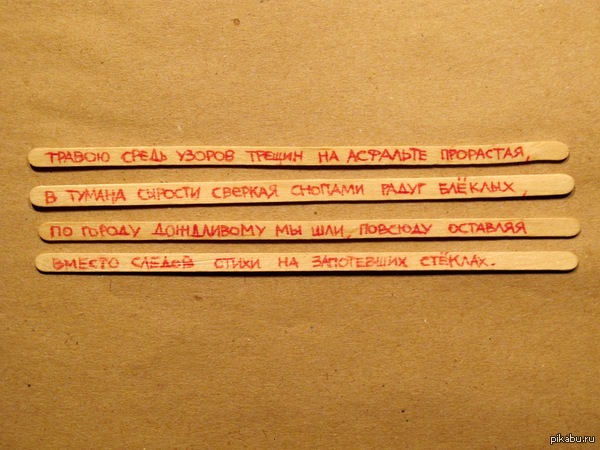 ТРАВОЮ СРЕДЬ УЗОРОВ ТРЕЩИН НА АСФАЛЬТЕ ПРОРАСТАЯ,
В ТУМАНА СЫРОСТИ СВЕРКАЯ СНОПАМИ РАДУГ БЛЁКЛЫХ,
ПО ГОРОДУ ДОЖДЛИВОМУ МЫ ШЛИ, ПОВСЮДУ ОСТАВЛЯЯ
ВМЕСТО СЛЕДОВ СТИХИ НА ЗАПОТЕВШИХ СТЁКЛАХ.
pikabu.ru